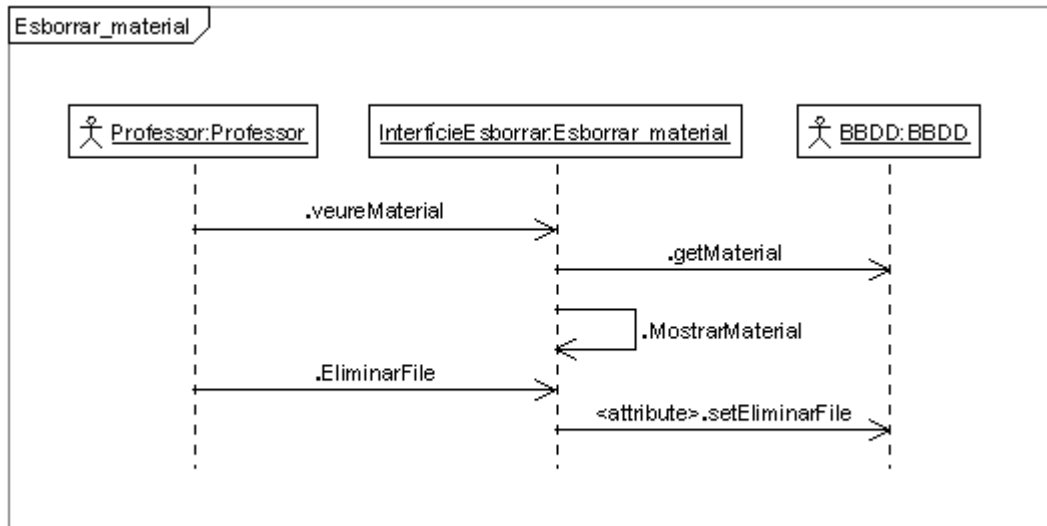 Esborrar_material
Professor:Professor
InterfícieEsborrar:Esborrar_material
BBDD:BBDD
.veureMaterial
.getMaterial
.MostrarMaterial
.EliminarFile
<attribute>.setEliminarFile